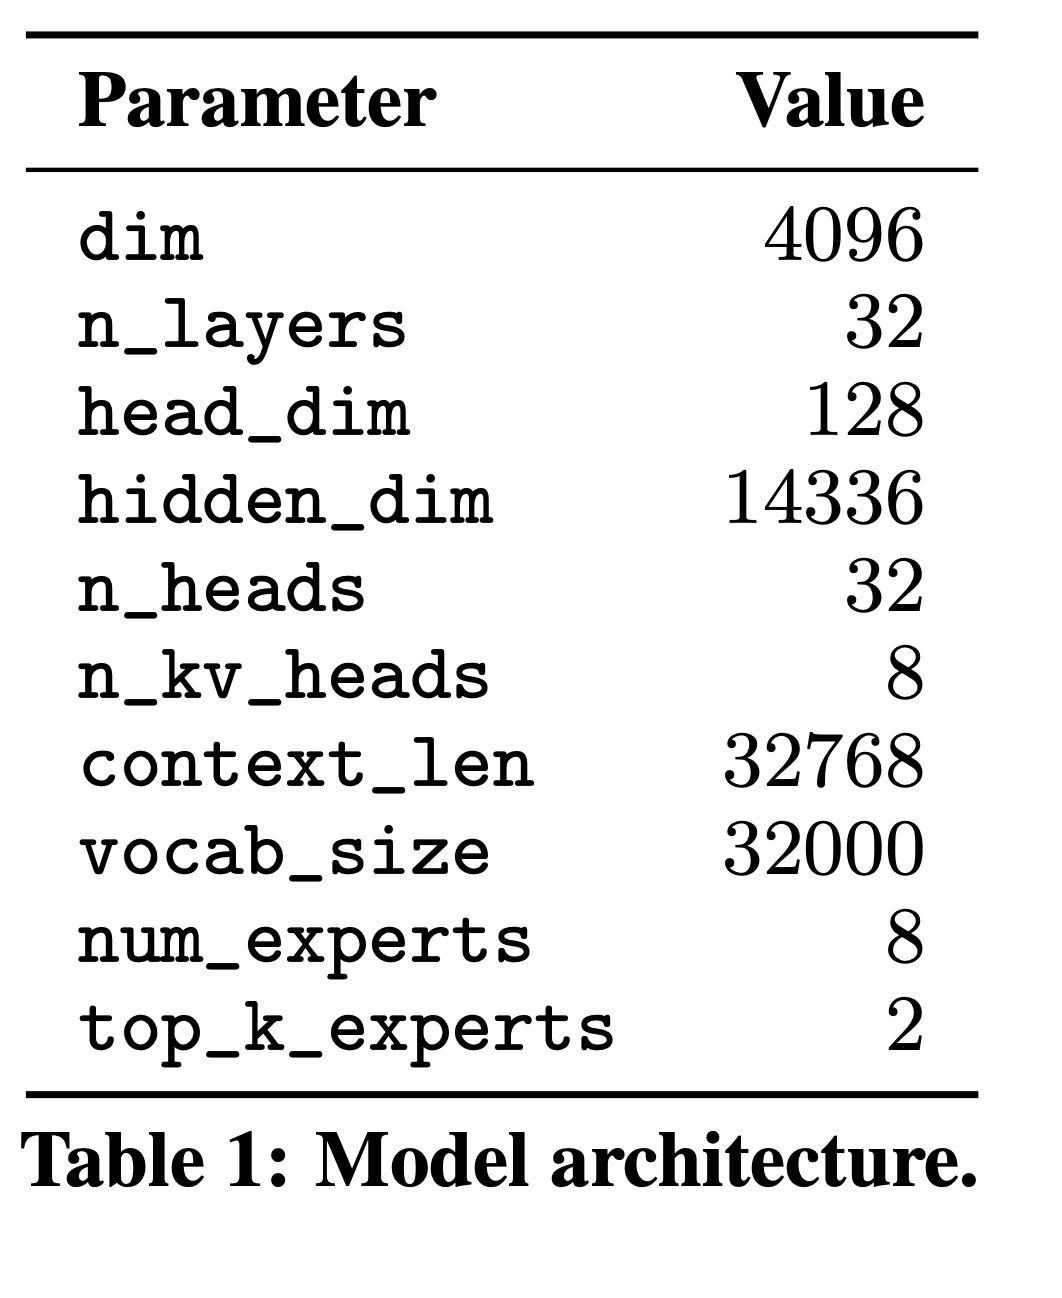 Parameter Value
dim 4096
n_layers 32
head_dim 128
hidden_dim 14336
n_heads 32
n_kv_heads 8
context_len 32768
vocab_size 32000
num_experts 8
top_k_experts 2
Table 1: Model architecture.